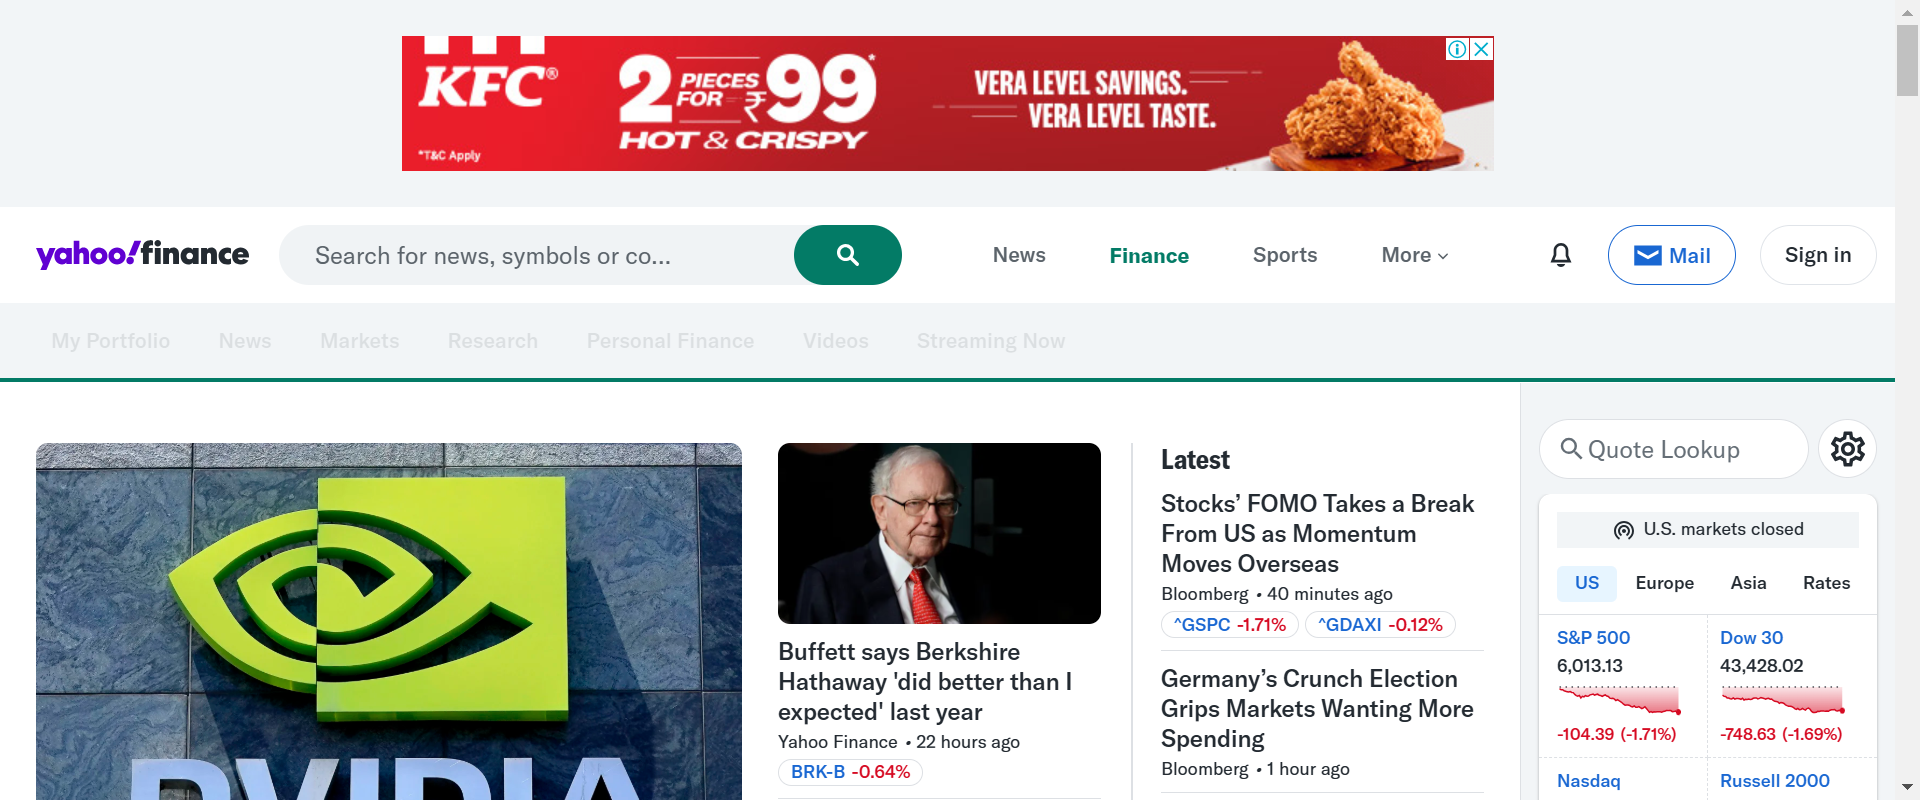 KFC®
2 PIECES FOR ₹99*
HOT & CRISPY
*T&C Apply
VERA LEVEL SAVINGS.
VERA LEVEL TASTE.
yahoo!finance
Search for news, symbols or co...
News
Finance
Sports
More
Mail
Sign in
My Portfolio
News
Markets
Research
Personal Finance
Videos
Streaming Now
NVIDIA
Buffett says Berkshire
Hathaway 'did better than I
expected' last year
Yahoo Finance • 22 hours ago
BRK-B -0.64%
Latest
Stocks’ FOMO Takes a Break
From US as Momentum
Moves Overseas
Bloomberg • 40 minutes ago
^GSPC -1.71% ^GDAXI -0.12%
Germany’s Crunch Election
Grips Markets Wanting More
Spending
Bloomberg • 1 hour ago
Quote Lookup
U.S. markets closed
US
Europe
Asia
Rates
S&P 500
6,013.13
-104.39 (-1.71%)
Dow 30
43,428.02
-748.63 (-1.69%)
Nasdaq
Russell 2000